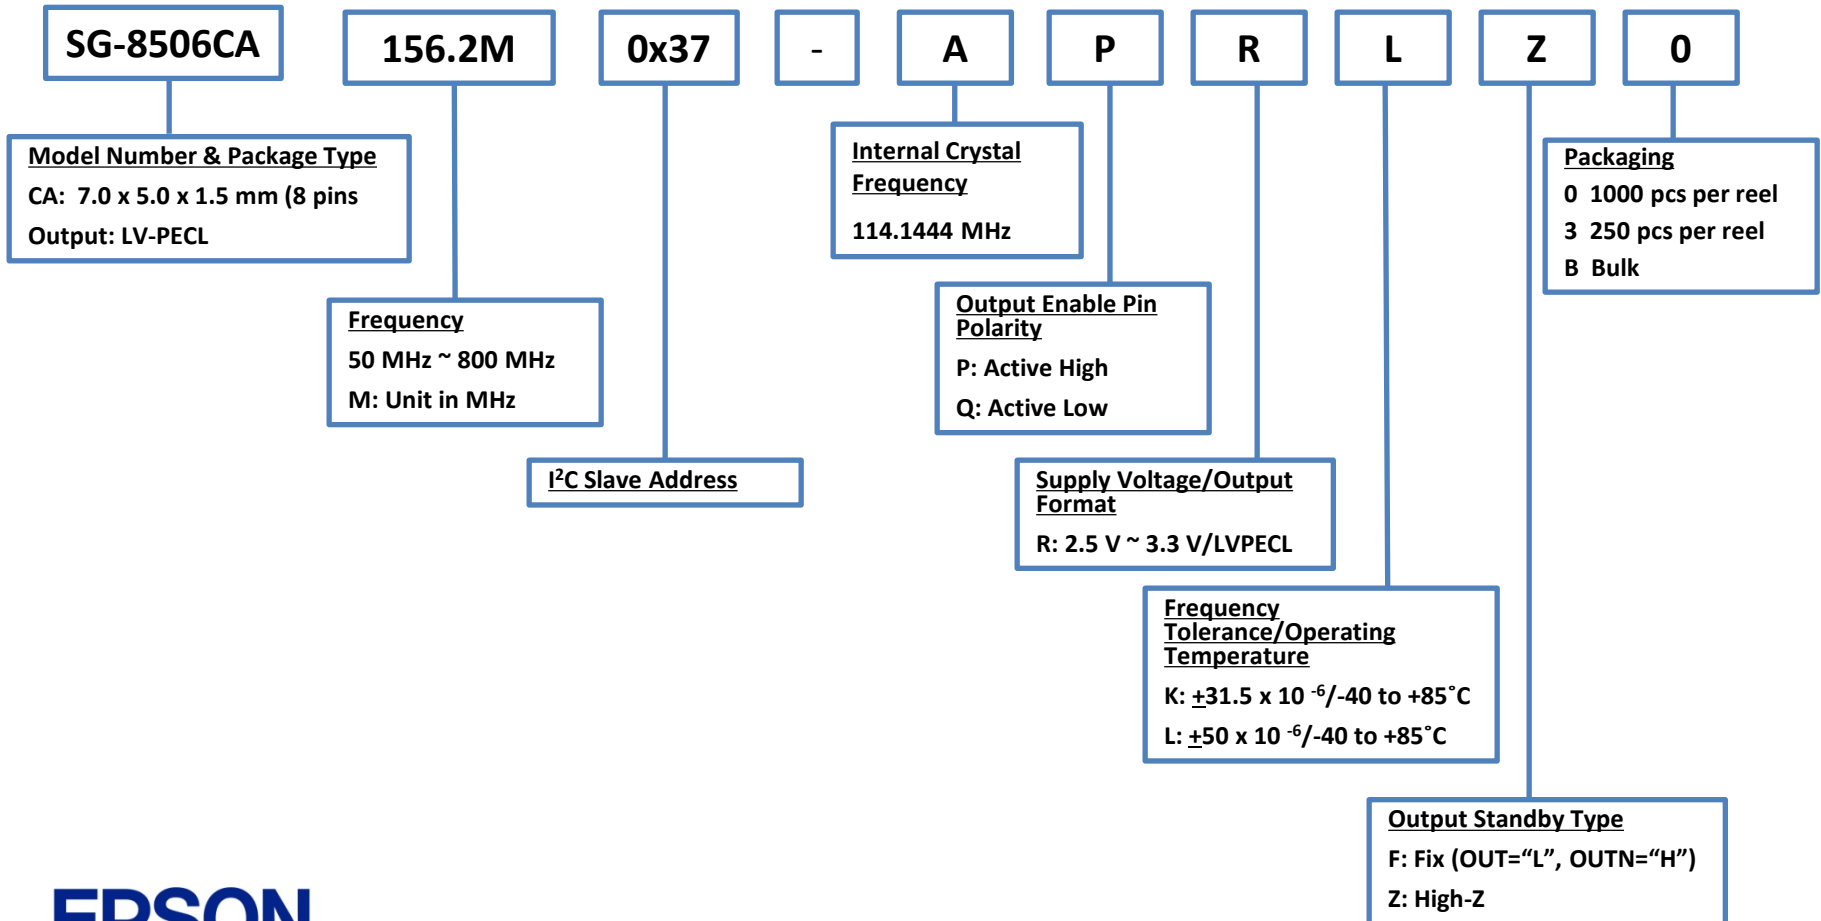 SG-8506CA 156.2M 0x37 - A P R L Z 0
Model Number & Package Type
CA: 7.0 x 5.0 x 1.5 mm (8 pins
Output: LV-PECL
Internal Crystal
Frequency
114.1444 MHz
Packaging
0 1000 pcs per reel
3 250 pcs per reel
B Bulk
Frequency
50 MHz ~ 800 MHz
M: Unit in MHz
Output Enable Pin
Polarity
P: Active High
Q: Active Low
I²C Slave Address
Supply Voltage/Output
Format
R: 2.5 V ~ 3.3 V/LVPECL
Frequency
Tolerance/Operating
Temperature
K: ±31.5 x 10 ⁻⁶/-40 to +85˚C
L: ±50 x 10 ⁻⁶/-40 to +85˚C
Output Standby Type
F: Fix (OUT=“L”, OUTN=“H”)
Z: High-Z
EPSON